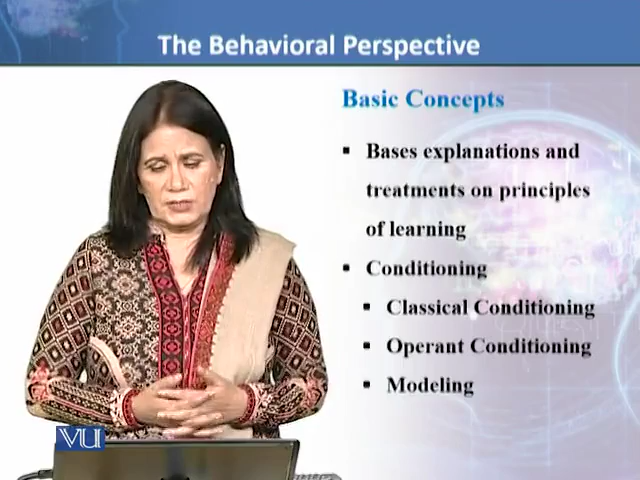 The Behavioral Perspective
Basic Concepts
▪ Bases explanations and
treatments on principles
of learning
▪ Conditioning
▪ Classical Conditioning
▪ Operant Conditioning
▪ Modeling
VU